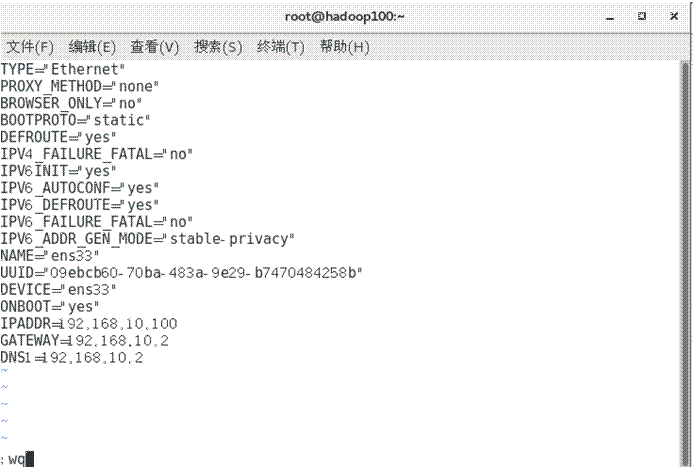 root@hadoop100:~
文件(F) 编辑(E) 查看(V) 搜索(S) 终端(T) 帮助(H)
TYPE="Ethernet"
PROXY_METHOD="none"
BROWSER_ONLY="no"
BOOTPROTO="static"
DEFROUTE="yes"
IPV4_FAILURE_FATAL="no"
IPV6INIT="yes"
IPV6_AUTOCONF="yes"
IPV6_DEFROUTE="yes"
IPV6_FAILURE_FATAL="no"
IPV6_ADDR_GEN_MODE="stable-privacy"
NAME="ens33"
UUID="09ebcb60-70ba-483a-9e29-b7470484258b"
DEVICE="ens33"
ONBOOT="yes"
IPADDR=192.168.10.100
GATEWAY=192.168.10.2
DNS1=192.168.10.2
~
~
~
~
~
:wq